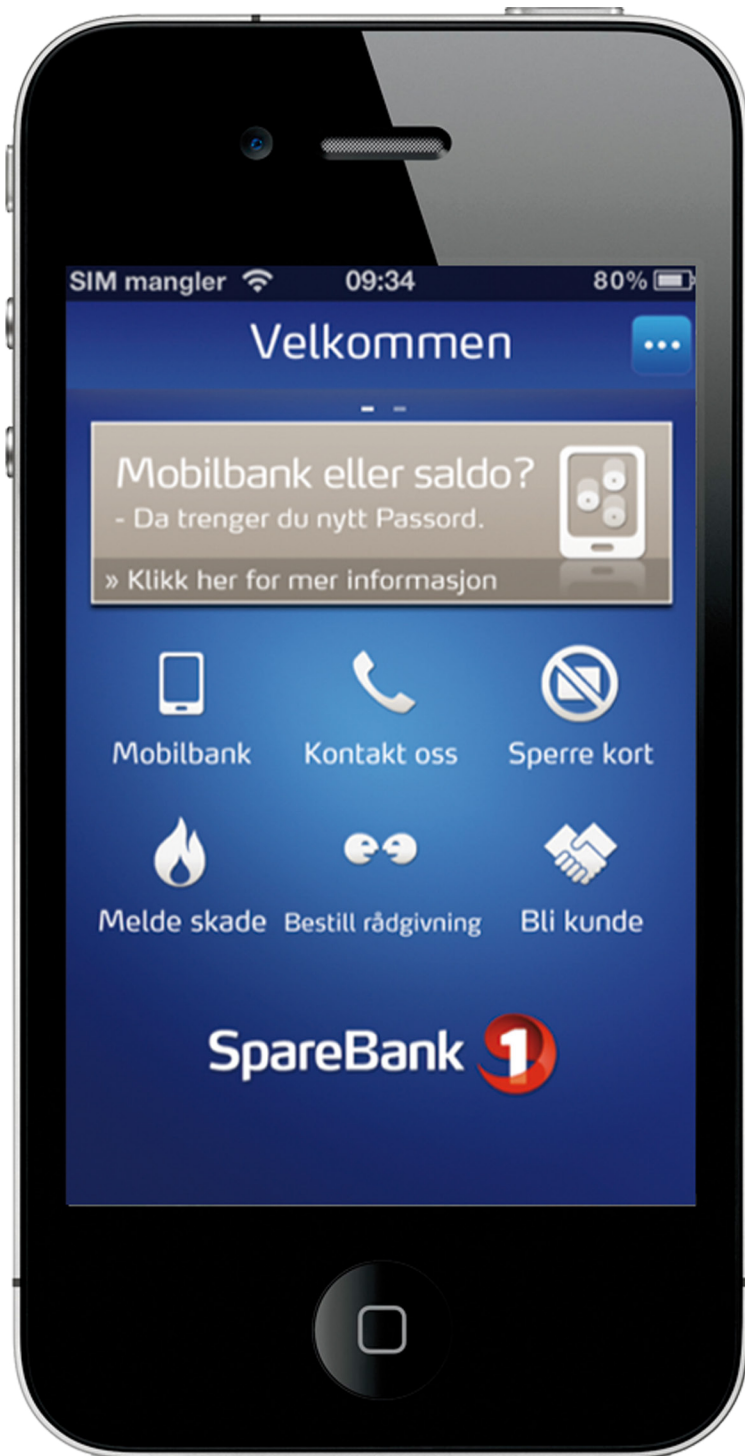 SIM mangler 09:34 80%
Velkommen
Mobilbank eller saldo?
- Da trenger du nytt Passord.
» Klikk her for mer informasjon
Mobilbank Kontakt oss Sperre kort
Melde skade Bestill rådgivning Bli kunde
SpareBank 1